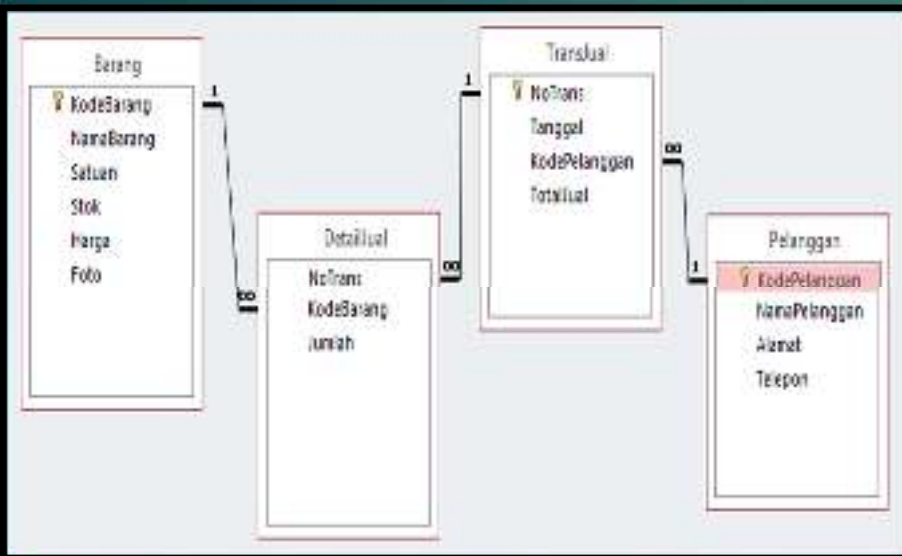 Barang
KodeBarang
NamaBarang
Satuan
Stok
Harga
Foto
1
∞
DetailJual
NoTrans
KodeBarang
Jumlah
∞
1
TransJual
NoTrans
Tanggal
KodePelanggan
TotalJual
∞
1
Pelanggan
KodePelanggan
NamaPelanggan
Alamat
Telepon